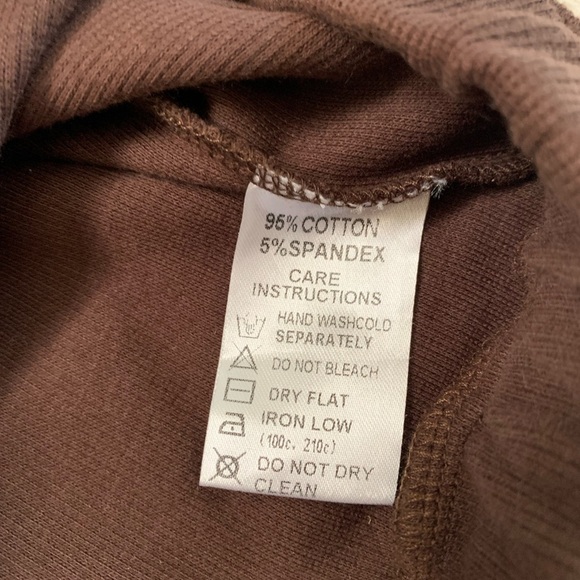 95% COTTON
5% SPANDEX
CARE
INSTRUCTIONS
HAND WASHCOLD
SEPARATELY
DO NOT BLEACH
DRY FLAT
IRON LOW
(100c, 210c)
DO NOT DRY
CLEAN